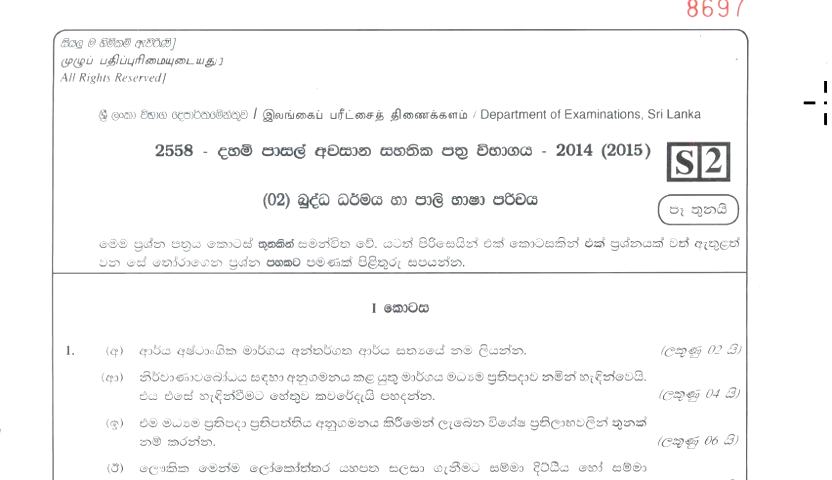 8697
සියලු ම හිමිකම් ඇවිරිණි]
முழுப் பதிப்புரிமையுடையது]
All Rights Reserved]
ශ්‍රී ලංකා විභාග දෙපාර්තමේන්තුව / இலங்கைப் பரீட்சைத் திணைக்களம் / Department of Examinations, Sri Lanka
2558 - දහම් පාසල් අවසාන සහතික පත්‍ර විභාගය - 2014 (2015)
S 2
(02) බුද්ධ ධර්මය හා පාලි භාෂා පරිචය
පැ තුනයි
මෙම ප්‍රශ්න පත්‍රය කොටස් තුනකින් සමන්විත වේ. යටත් පිරිසෙයින් එක් කොටසකින් එක් ප්‍රශ්නයක් වත් ඇතුළත්
වන සේ තෝරාගෙන ප්‍රශ්න පහකට පමණක් පිළිතුරු සපයන්න.
I කොටස
1. (අ) ආර්ය අෂ්ටාංගික මාර්ගය අන්තර්ගත ආර්ය සත්‍යයේ නම ලියන්න. (ලකුණු 02 යි)
(ආ) නිර්වාණාවබෝධය සඳහා අනුගමනය කළ යුතු මාර්ගය මධ්‍යම ප්‍රතිපදාව නමින් හැඳින්වෙයි.
එය එසේ හැඳින්වීමට හේතුව කවරේදැයි පහදන්න. (ලකුණු 04 යි)
(ඉ) එම මධ්‍යම ප්‍රතිපදා ප්‍රතිපත්තිය අනුගමනය කිරීමෙන් ලැබෙන විශේෂ ප්‍රතිලාභවලින් තුනක්
නම් කරන්න. (ලකුණු 06 යි)
(ඊ) ලෞකික මෙන්ම ලෝකෝත්තර යහපත සලසා ගැනීමට සම්මා දිට්ඨිය හෝ සම්මා